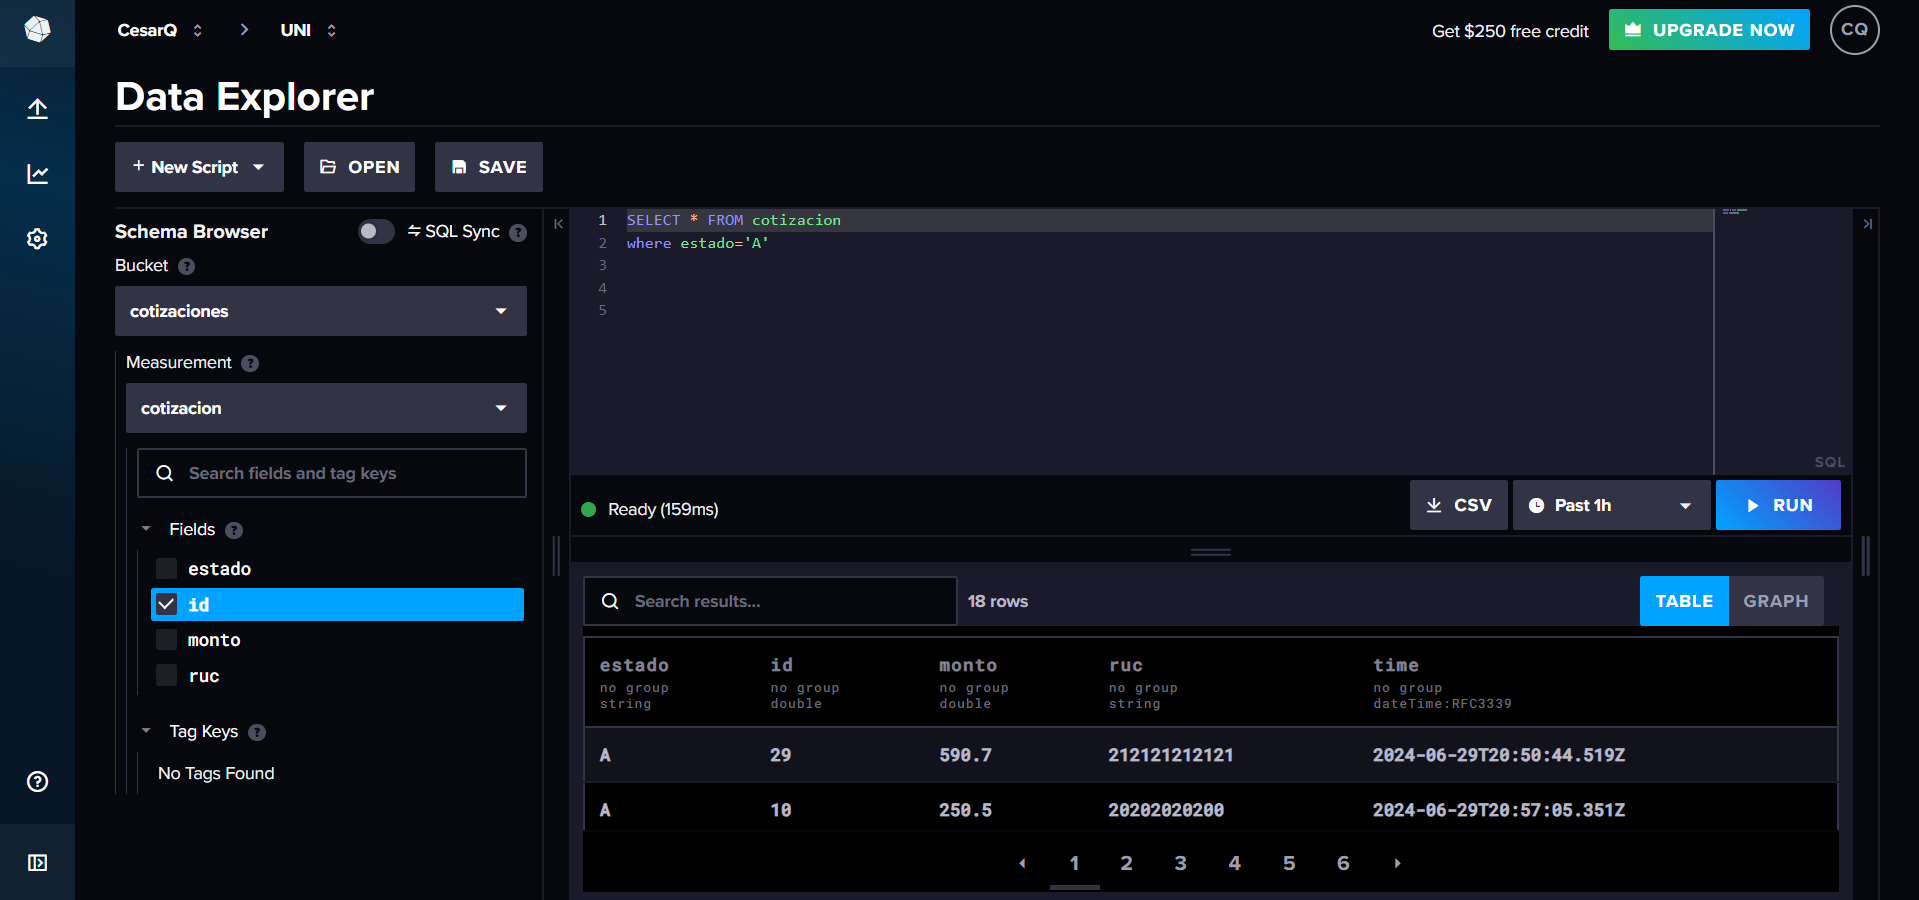 CesarQ UNI Get $250 free credit UPGRADE NOW CQ
Data Explorer
+ New Script OPEN SAVE
Schema Browser SQL Sync ?
Bucket ?
cotizaciones
Measurement ?
cotizacion
Search fields and tag keys
Fields ?
estado
id
monto
ruc
Tag Keys ?
No Tags Found
1 SELECT * FROM cotizacion
2 where estado='A'
3
4
5
SQL
Ready (159ms) CSV Past 1h RUN
Search results... 18 rows TABLE GRAPH
estado id monto ruc time
no group no group no group no group no group
string double double string dateTime:RFC3339
A 29 590.7 212121212121 2024-06-29T20:50:44.519Z
A 10 250.5 20202020200 2024-06-29T20:57:05.351Z
1 2 3 4 5 6